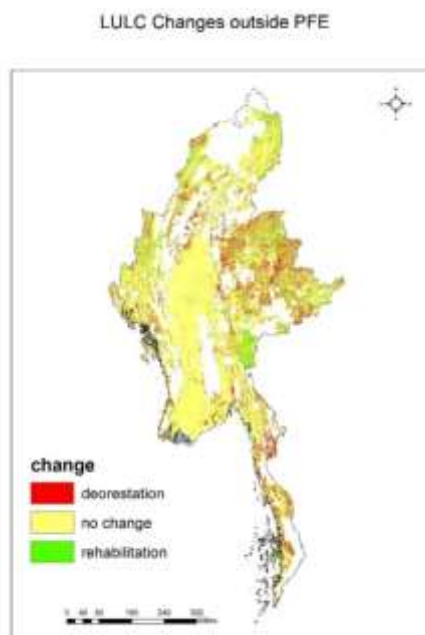 LULC Changes outside PFE
change
deorestation
no change
rehabilitation